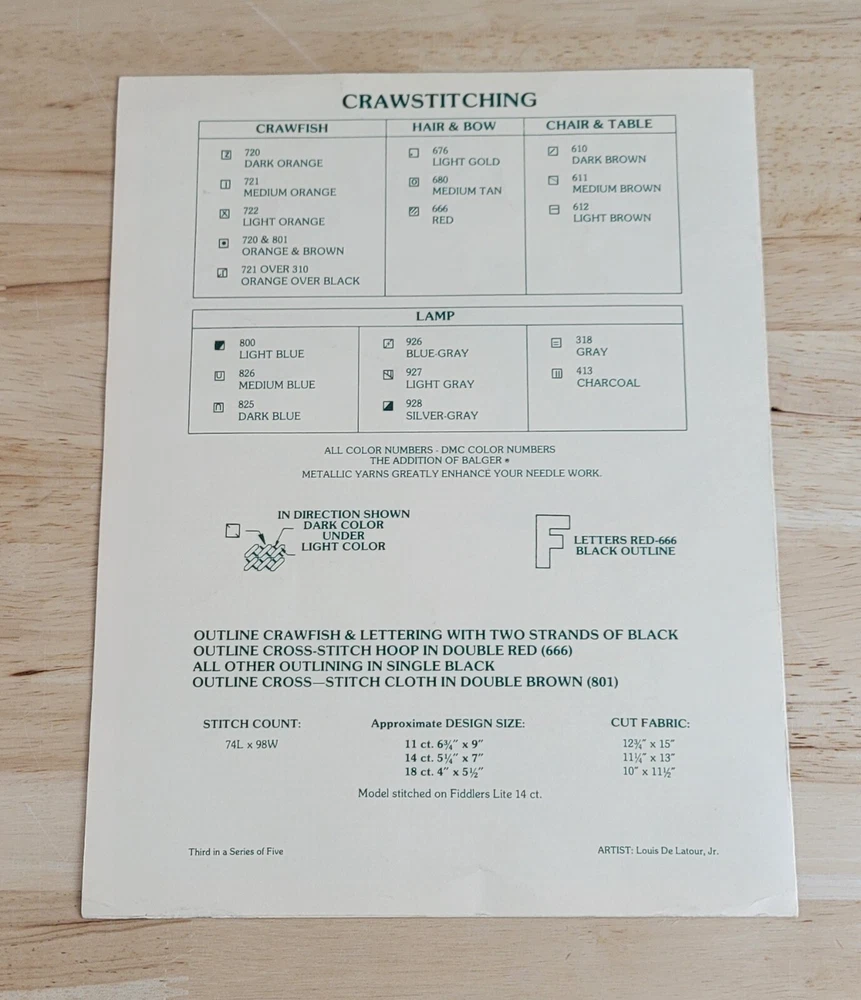 CRAWSTITCHING
CRAWFISH
720
DARK ORANGE
721
MEDIUM ORANGE
722
LIGHT ORANGE
720 & 801
ORANGE & BROWN
721 OVER 310
ORANGE OVER BLACK
HAIR & BOW
676
LIGHT GOLD
680
MEDIUM TAN
666
RED
CHAIR & TABLE
610
DARK BROWN
611
MEDIUM BROWN
612
LIGHT BROWN
LAMP
800
LIGHT BLUE
826
MEDIUM BLUE
825
DARK BLUE
926
BLUE-GRAY
927
LIGHT GRAY
928
SILVER-GRAY
318
GRAY
413
CHARCOAL
ALL COLOR NUMBERS - DMC COLOR NUMBERS
THE ADDITION OF BALGER *
METALLIC YARNS GREATLY ENHANCE YOUR NEEDLE WORK.
IN DIRECTION SHOWN
DARK COLOR
UNDER
LIGHT COLOR
F
LETTERS RED-666
BLACK OUTLINE
OUTLINE CRAWFISH & LETTERING WITH TWO STRANDS OF BLACK
OUTLINE CROSS-STITCH HOOP IN DOUBLE RED (666)
ALL OTHER OUTLINING IN SINGLE BLACK
OUTLINE CROSS—STITCH CLOTH IN DOUBLE BROWN (801)
STITCH COUNT:
74L x 98W
Approximate DESIGN SIZE:
11 ct. 6¾" x 9"
14 ct. 5¼" x 7"
18 ct. 4" x 5½"
CUT FABRIC:
12¾" x 15"
11¼" x 13"
10" x 11½"
Model stitched on Fiddlers Lite 14 ct.
Third in a Series of Five
ARTIST: Louis De Latour, Jr.